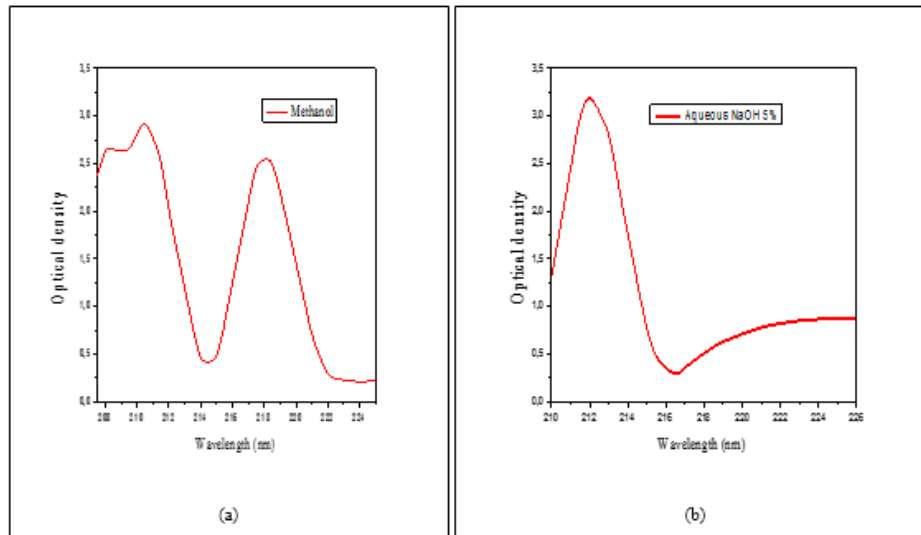 3,5
3,0
2,5
2,0
1,5
1,0
0,5
0,0
Optical density
Methanol
208 210 212 214 216 218 220 222 224
Wavelength (nm)
(a)
3,5
3,0
2,5
2,0
1,5
1,0
0,5
0,0
Optical density
Aqueous NaOH 5%
210 212 214 216 218 220 222 224 226
Wavelength (nm)
(b)